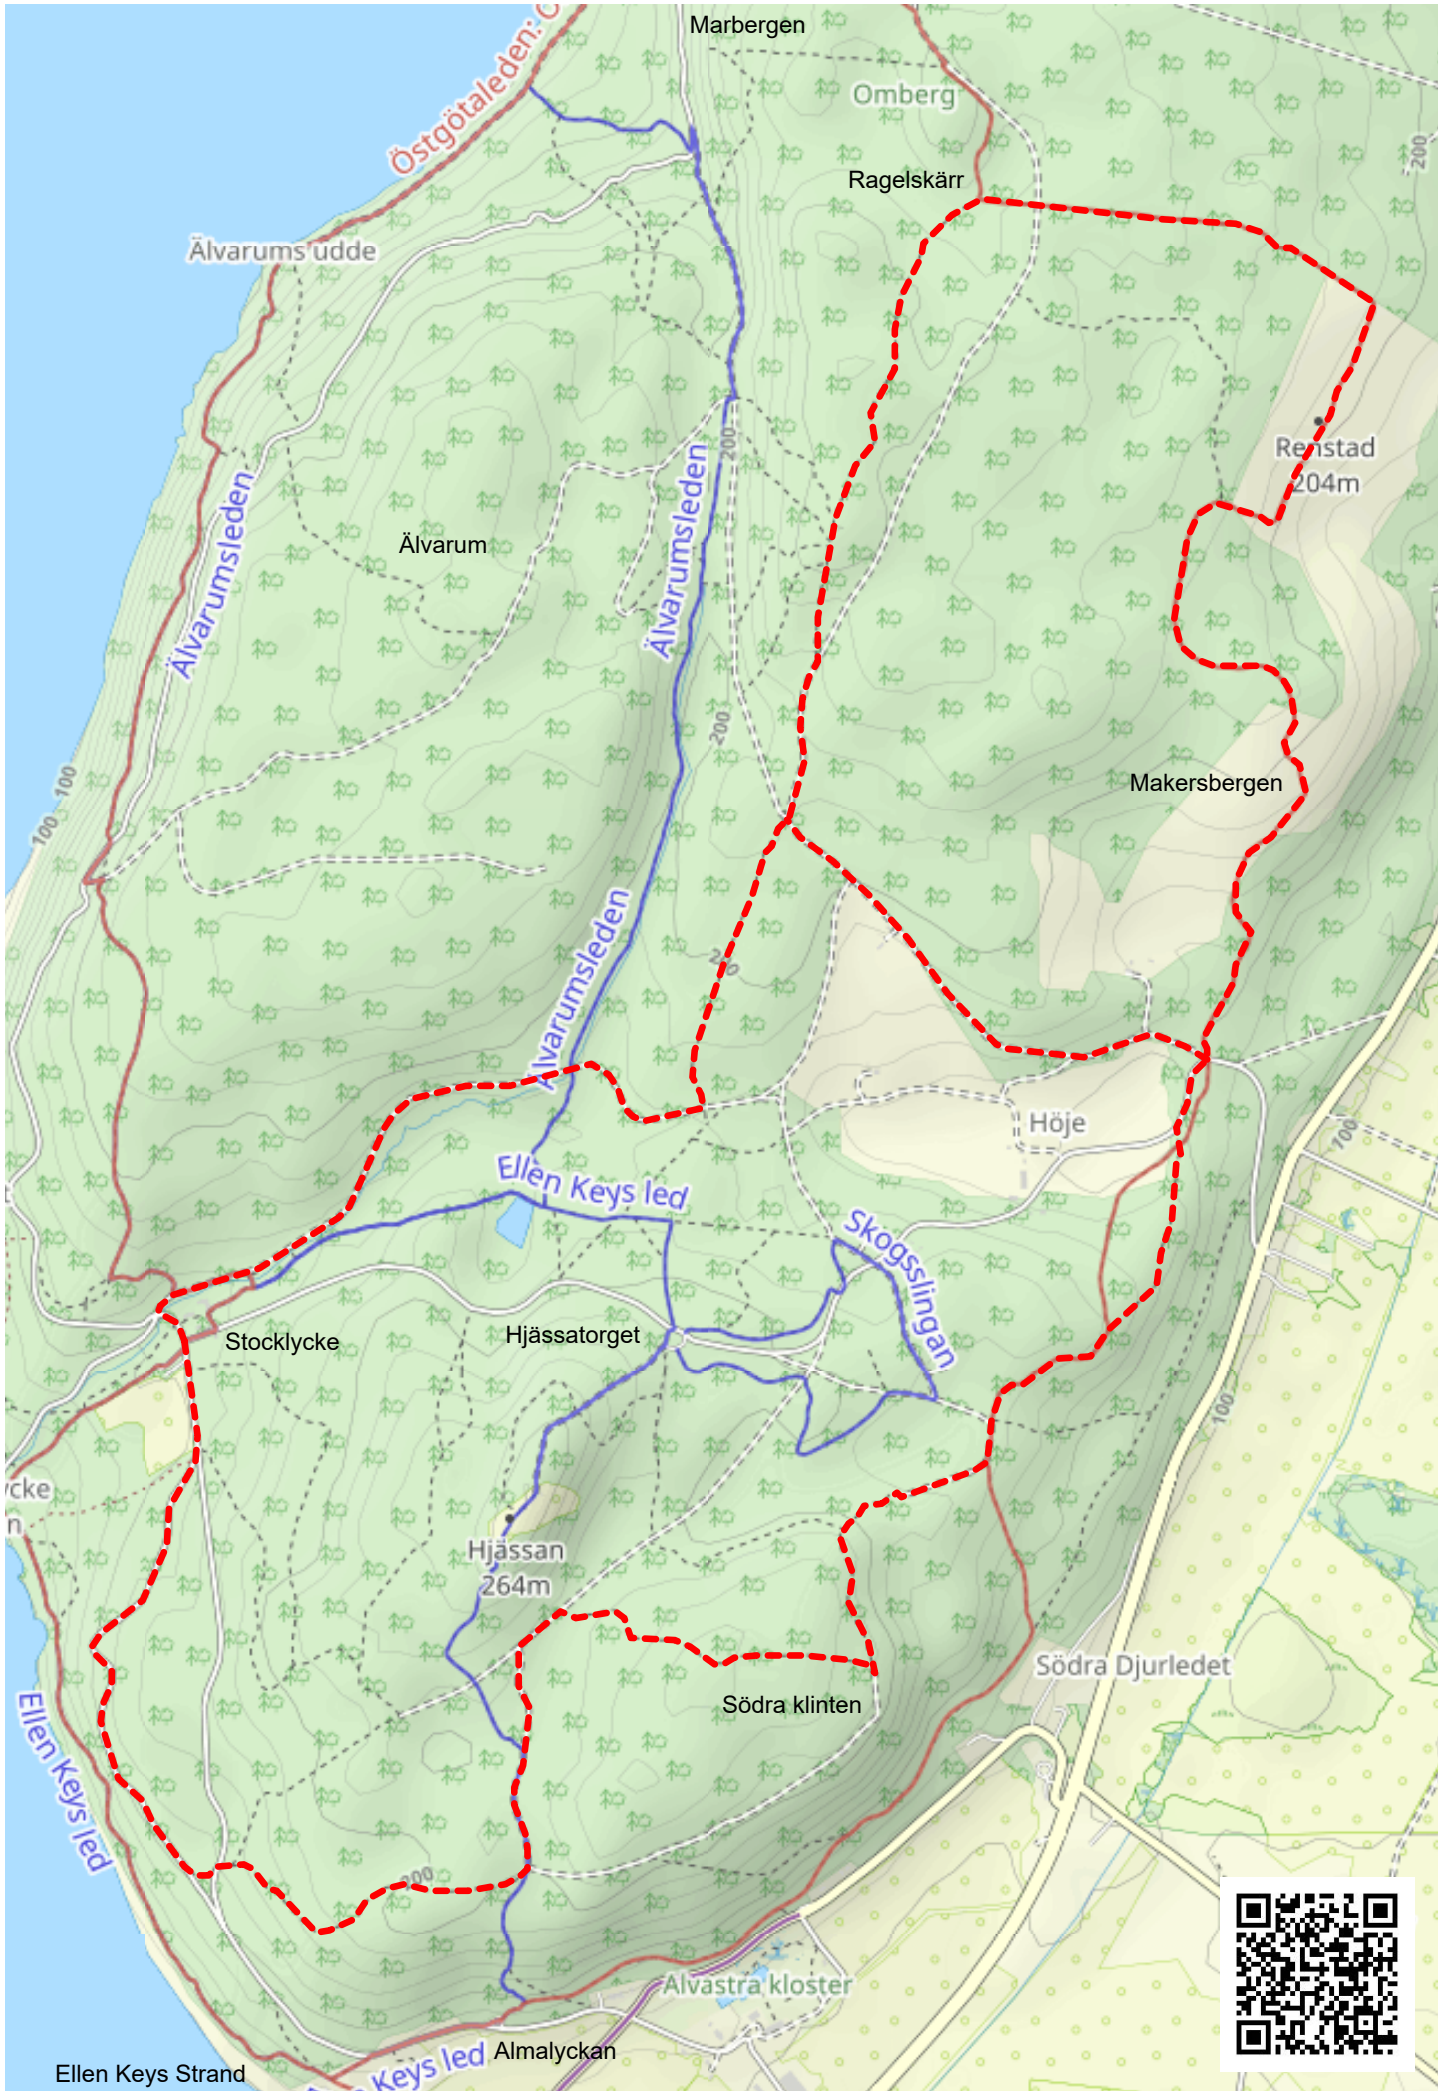 Marbergen
Östgötaleden: Ö
Omberg
200
Ragelskärr
Älvarums udde
200
Renstad
204m
Älvarumsleden
Älvarumsleden
Älvarum
200
100
100
Makersbergen
Älvarumsleden
Höje
700
Ellen Keys led
Skogsslingan
Stocklycke
Hjässatorget
100
Hjässan
264m
Södra Djurledet
Södra klinten
Ellen Keys led
200
Alvastra kloster
Almalyckan
Keys led
Ellen Keys Strand